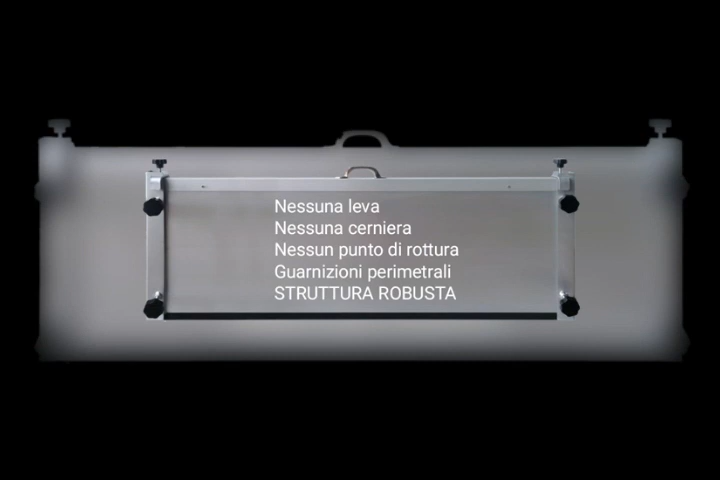 Nessuna leva
Nessuna cerniera
Nessun punto di rottura
Guarnizioni perimetrali
STRUTTURA ROBUSTA